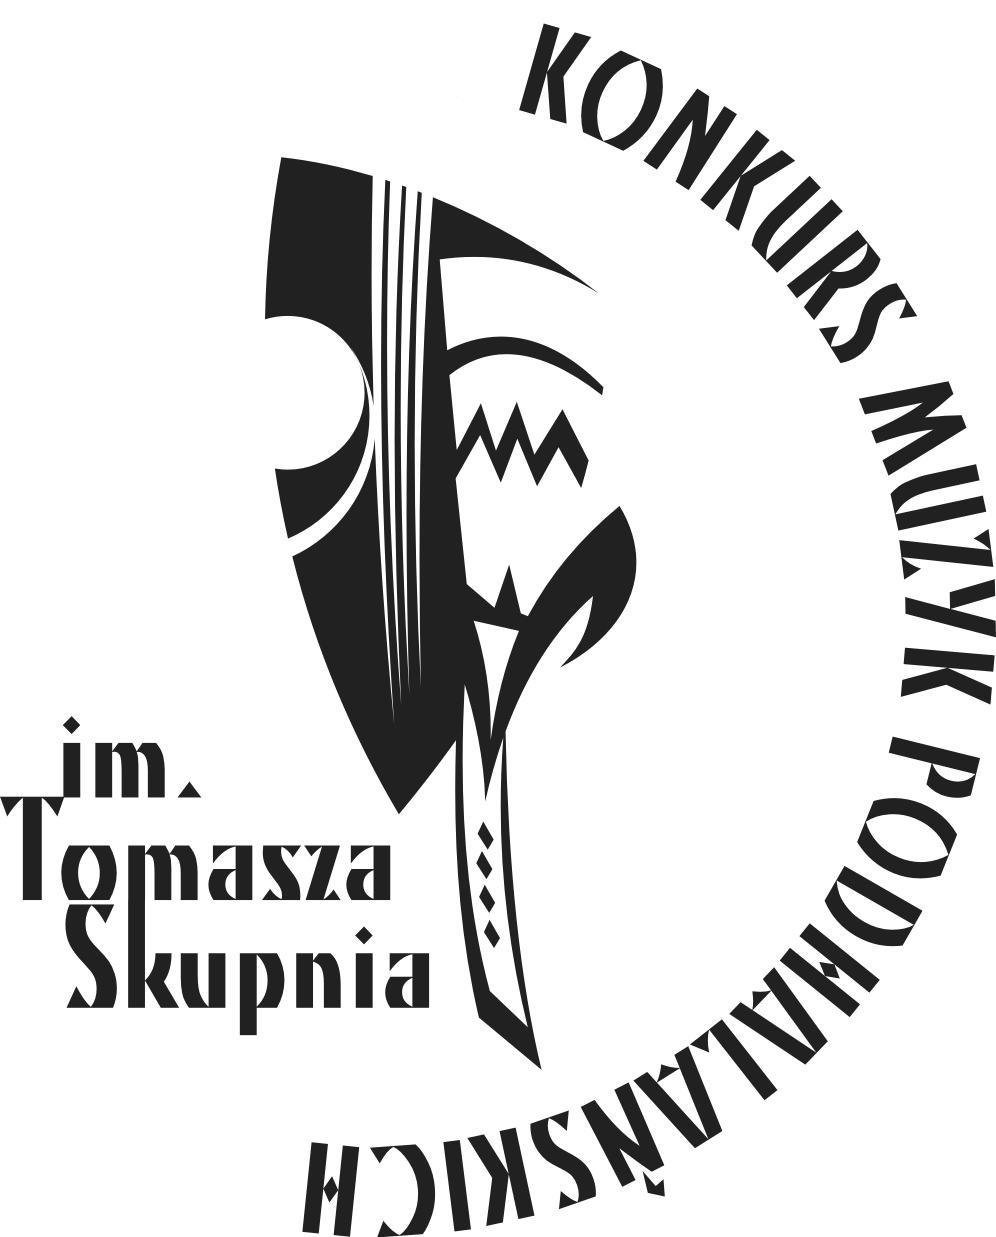 KONKURS MUZYK PODHALAŃSKICH
im.
Tomasza
Skupnia